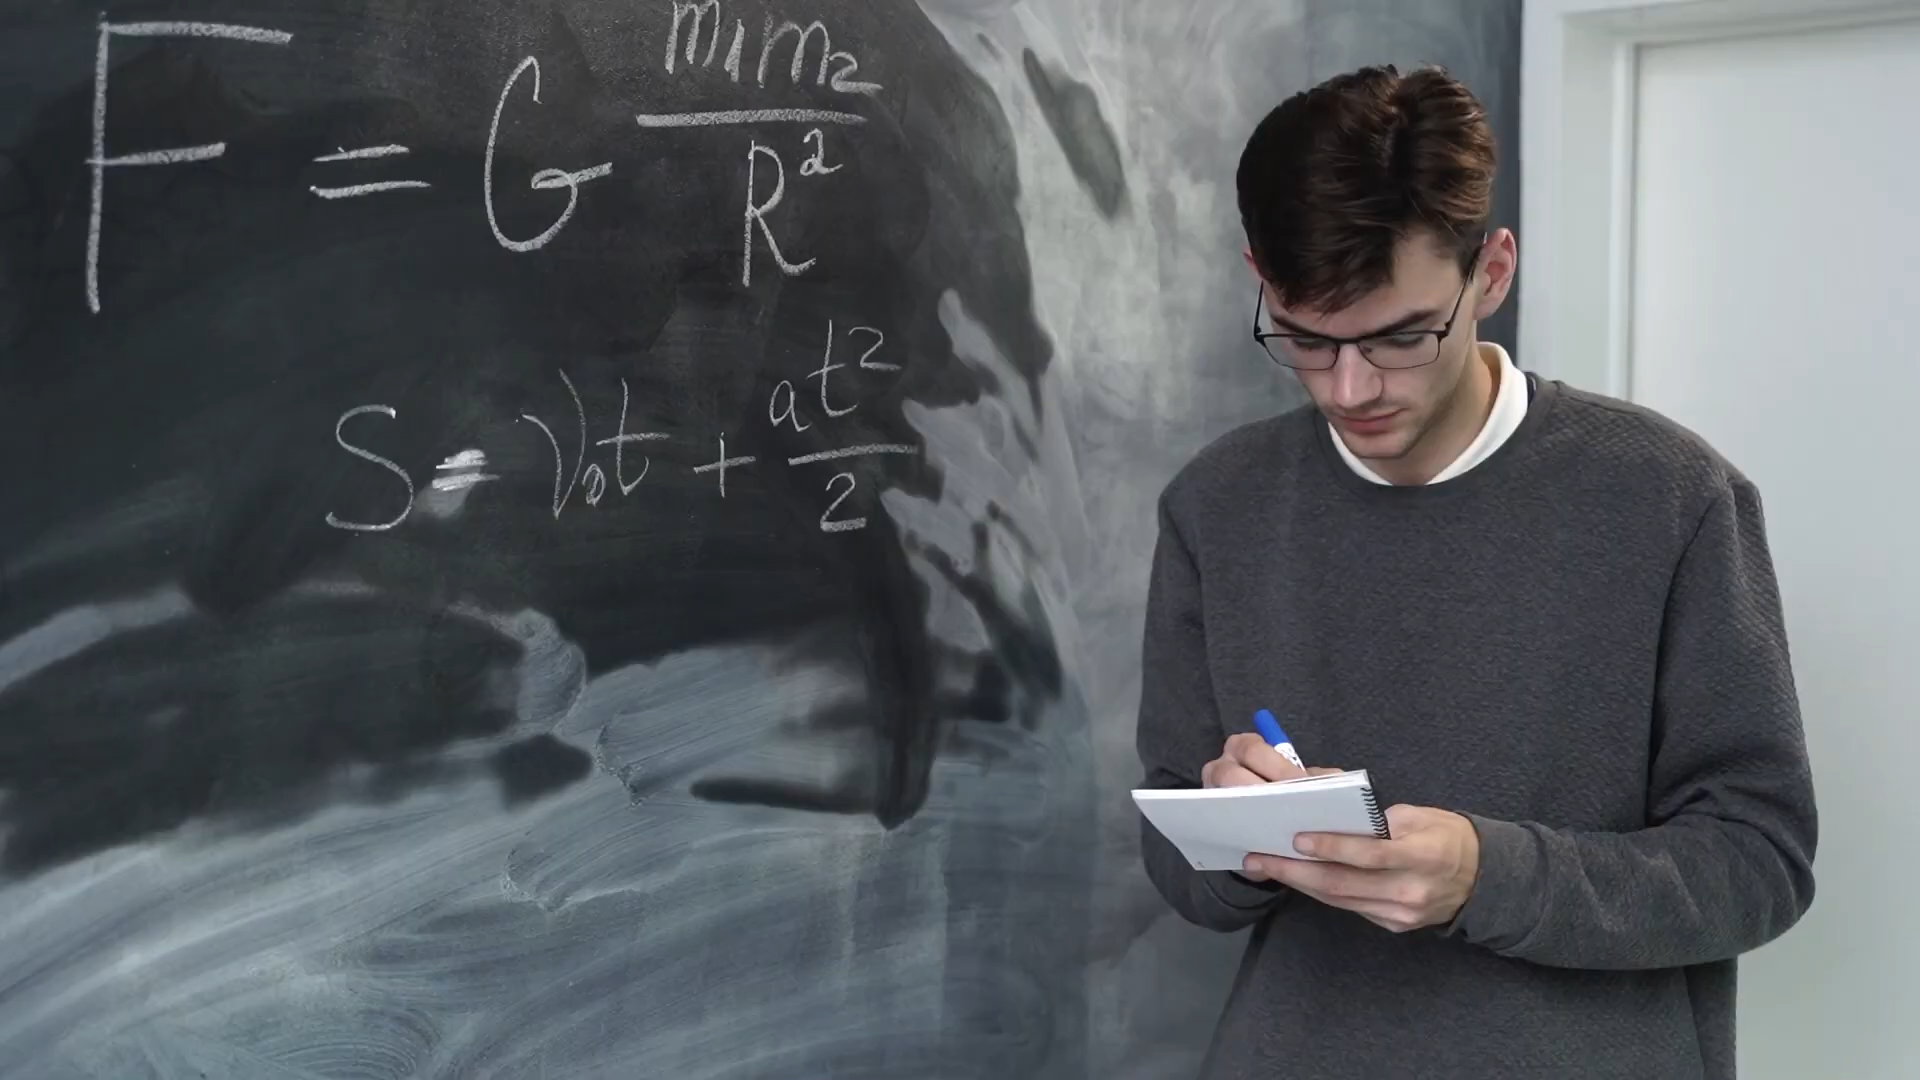 F = G m₁m₂/R²
S = V₀t + at²/2